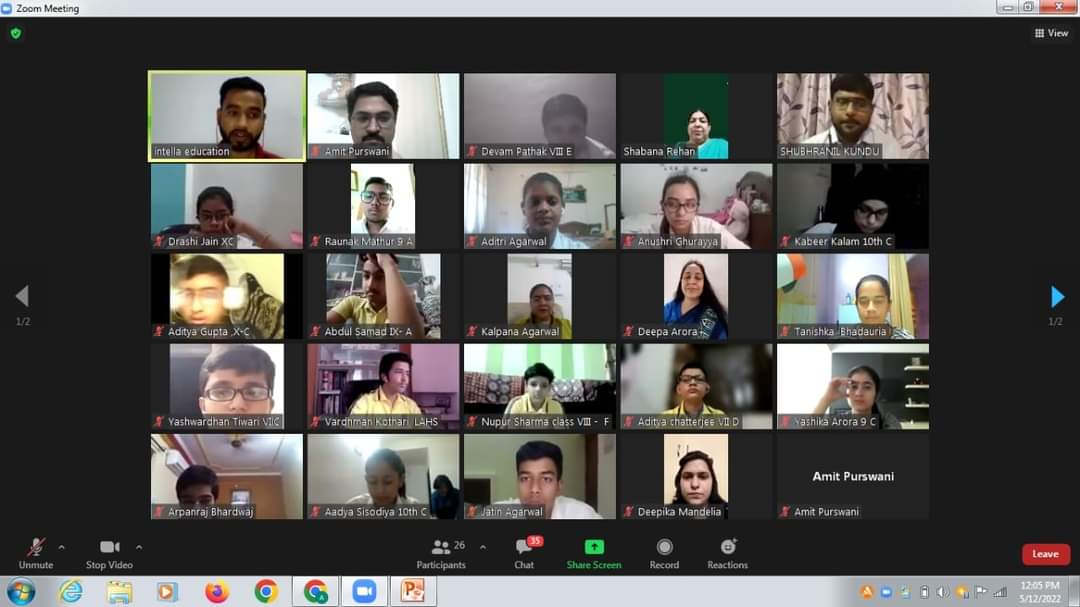 Zoom Meeting
View
intella education
Amit Purswani
Devam Pathak VIII E
Shabana Rehan
SHUBHRANIL KUNDU
Drashi Jain XC
Raunak Mathur 9 A
Aditri Agarwal
Anushri Ghurayya
Kabeer Kalam 10th C
Aditya Gupta .X-C
Abdul Samad IX- A
Kalpana Agarwal
Deepa Arora
Tanishka Bhadauria
1/2
1/2
Yashwardhan Tiwari VIIC
Vardhman Kothari LAHS
Nupur Sharma class VIII - F
Aditya chatterjee VII D
Yashika Arora 9 C
Amit Purswani
Arpanraj Bhardwaj
Aadya Sisodiya 10th C
Jatin Agarwal
Deepika Mandelia
Amit Purswani
26
35
Unmute
Stop Video
Participants
Chat
Share Screen
Record
Reactions
Leave
12:05 PM
5/12/2022